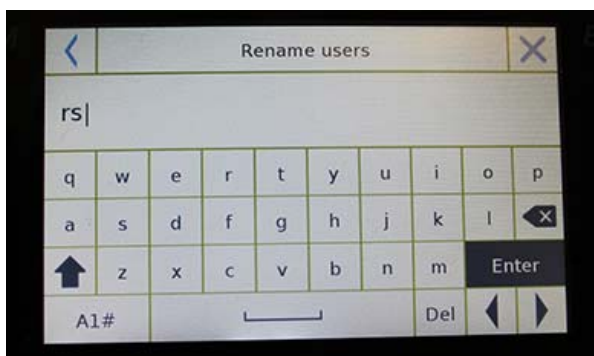 Rename users
rs
q w e r t y u i o p
a s d f g h j k l
z x c v b n m Enter
A1# Del